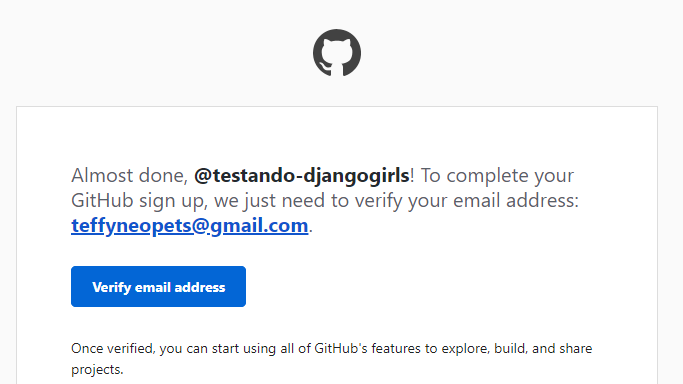 Almost done, @testando-djangogirls! To complete your
GitHub sign up, we just need to verify your email address:
teffyneopets@gmail.com.
Verify email address
Once verified, you can start using all of GitHub's features to explore, build, and share
projects.